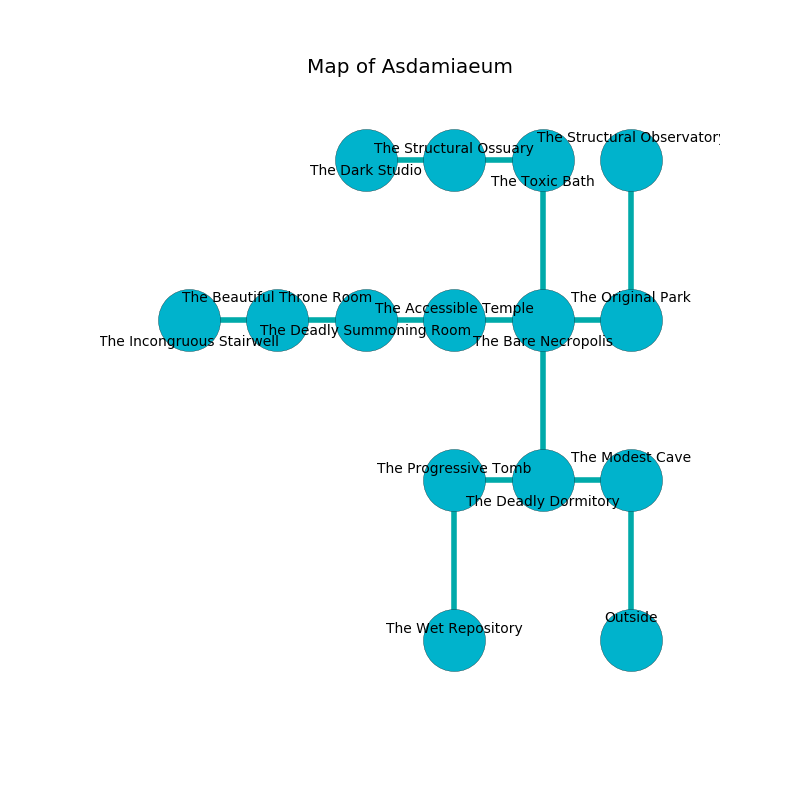 Map of Asdamiaeum
The Structural Observatory
The Structural Ossuary
The Dark Studio
The Toxic Bath
The Beautiful Throne Room
The Original Park
The Accessible Temple
The Deadly Summoning Room
The Incongruous Stairwell
The Bare Necropolis
The Modest Cave
The Progressive Tomb
The Deadly Dormitory
Outside
The Wet Repository